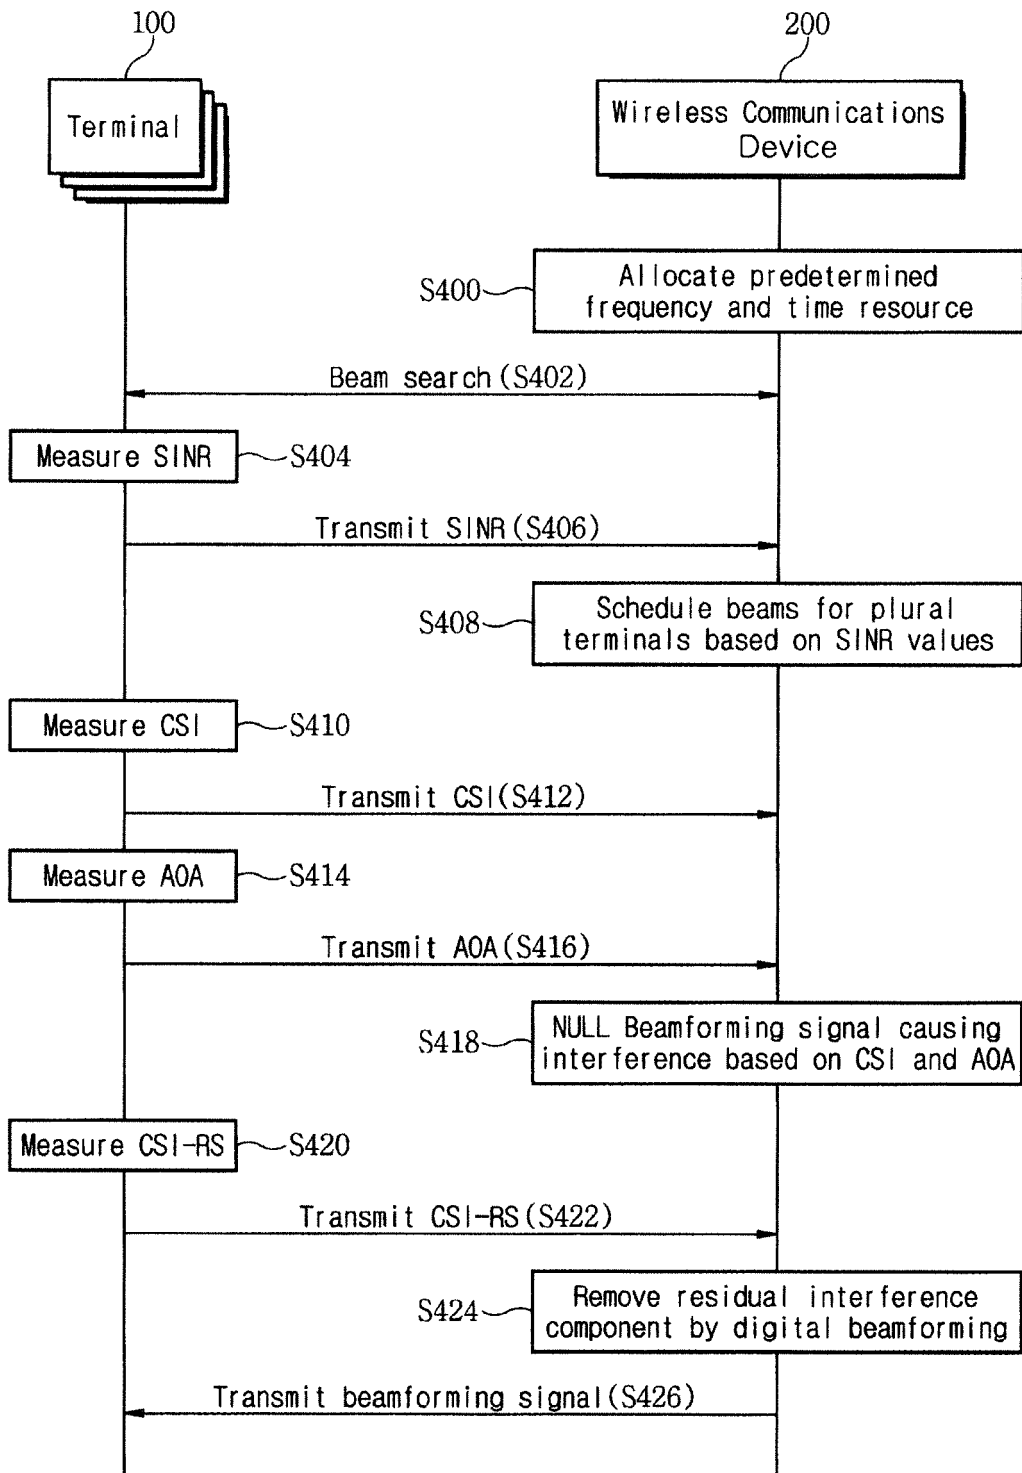 100
200
Terminal
Wireless Communications
Device
S400
Allocate predetermined
frequency and time resource
Beam search(S402)
Measure SINR
S404
Transmit SINR(S406)
S408
Schedule beams for plural
terminals based on SINR values
Measure CSI
S410
Transmit CSI(S412)
Measure AOA
S414
Transmit AOA(S416)
S418
NULL Beamforming signal causing
interference based on CSI and AOA
Measure CSI-RS
S420
Transmit CSI-RS(S422)
S424
Remove residual interference
component by digital beamforming
Transmit beamforming signal(S426)